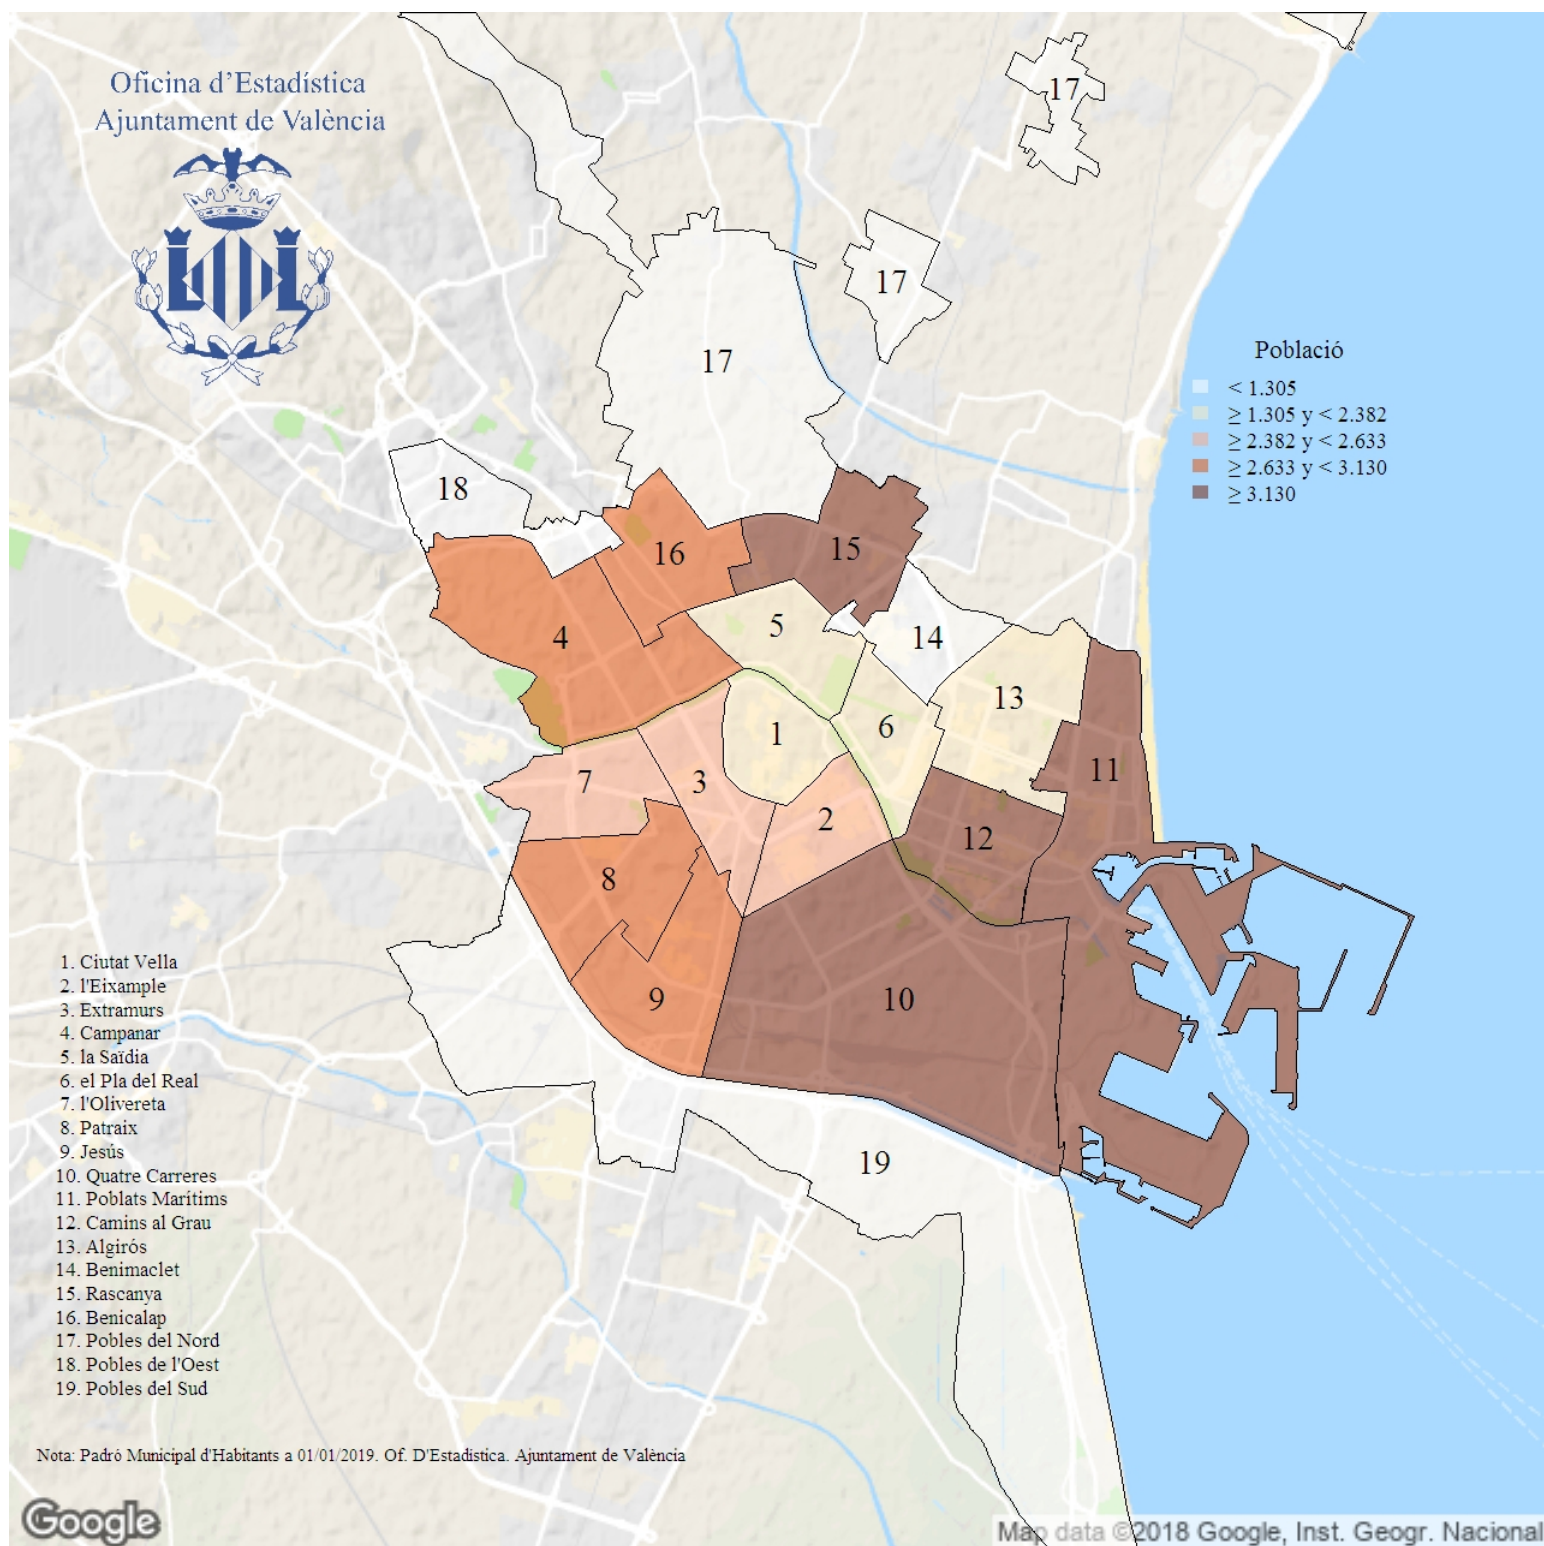 Oficina d'Estadística
Ajuntament de València
17
17
17
Població
< 1.305
≥ 1.305 y < 2.382
≥ 2.382 y < 2.633
≥ 2.633 y < 3.130
≥ 3.130
18
16
15
4
5
14
13
6
1
11
7
3
2
12
8
9
10
19
1. Ciutat Vella
2. l'Eixample
3. Extramurs
4. Campanar
5. la Saïdia
6. el Pla del Real
7. l'Olivereta
8. Patraix
9. Jesús
10. Quatre Carreres
11. Poblats Marítims
12. Camins al Grau
13. Algirós
14. Benimaclet
15. Rascanya
16. Benicalap
17. Pobles del Nord
18. Pobles de l'Oest
19. Pobles del Sud
Nota: Padró Municipal d'Habitants a 01/01/2019. Of. D'Estadística. Ajuntament de València
Google
Map data ©2018 Google, Inst. Geogr. Nacional